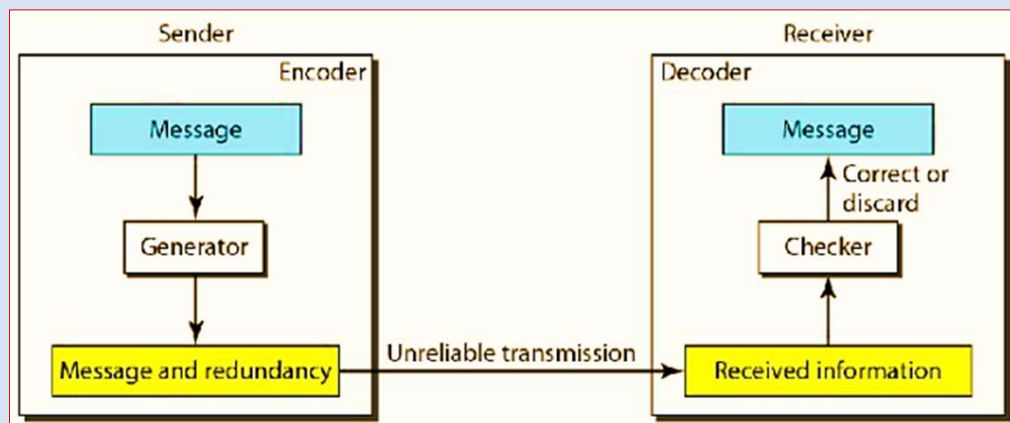 Sender
Encoder
Message
Generator
Message and redundancy
Unreliable transmission
Receiver
Decoder
Message
Correct or
discard
Checker
Received information